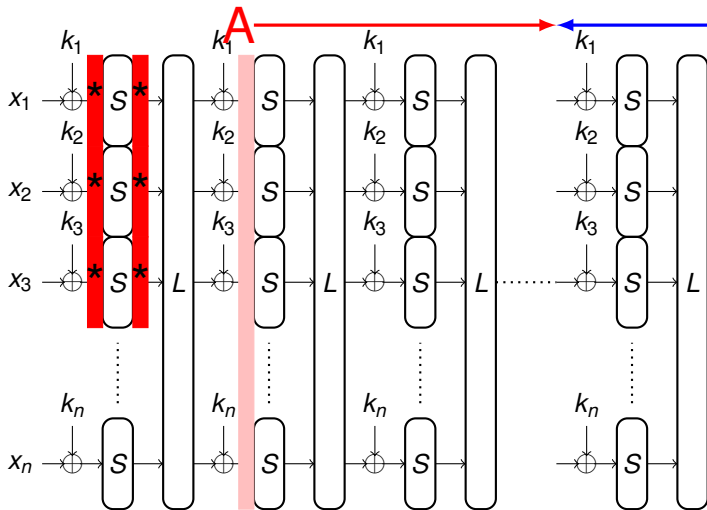 A
k1 k1 k1 k1
* * * *
x1 S S S S
k2 k2 k2 k2
* *
x2 S S S S
k3 k3 k3 k3
* *
x3 S L S L S L S L
kn kn kn kn
xn S S S S